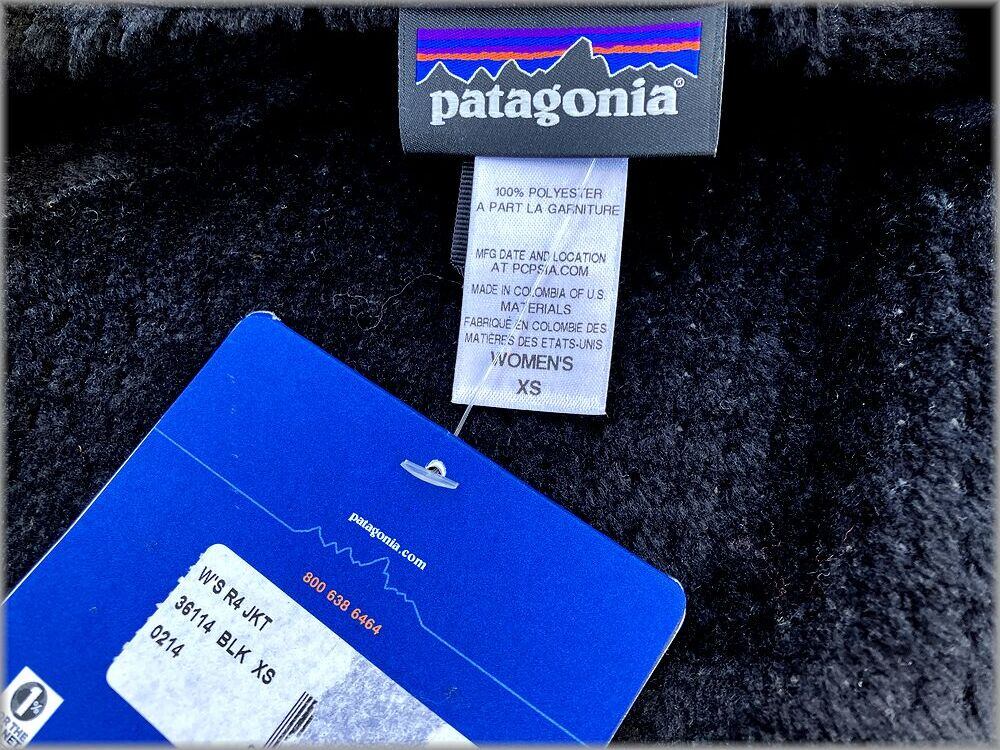 patagonia®
100% POLYESTER
A PART LA GARNITURE
MFG DATE AND LOCATION
AT PCPSIA.COM
MADE IN COLOMBIA OF U.S.
MATERIALS
FABRIQUÉ EN COLOMBIE DES
MATIERES DES ETATS-UNIS
WOMEN'S
XS
patagonia.com
800 638 6464
W'S R4 JKT
36114 BLK XS
0214
1%